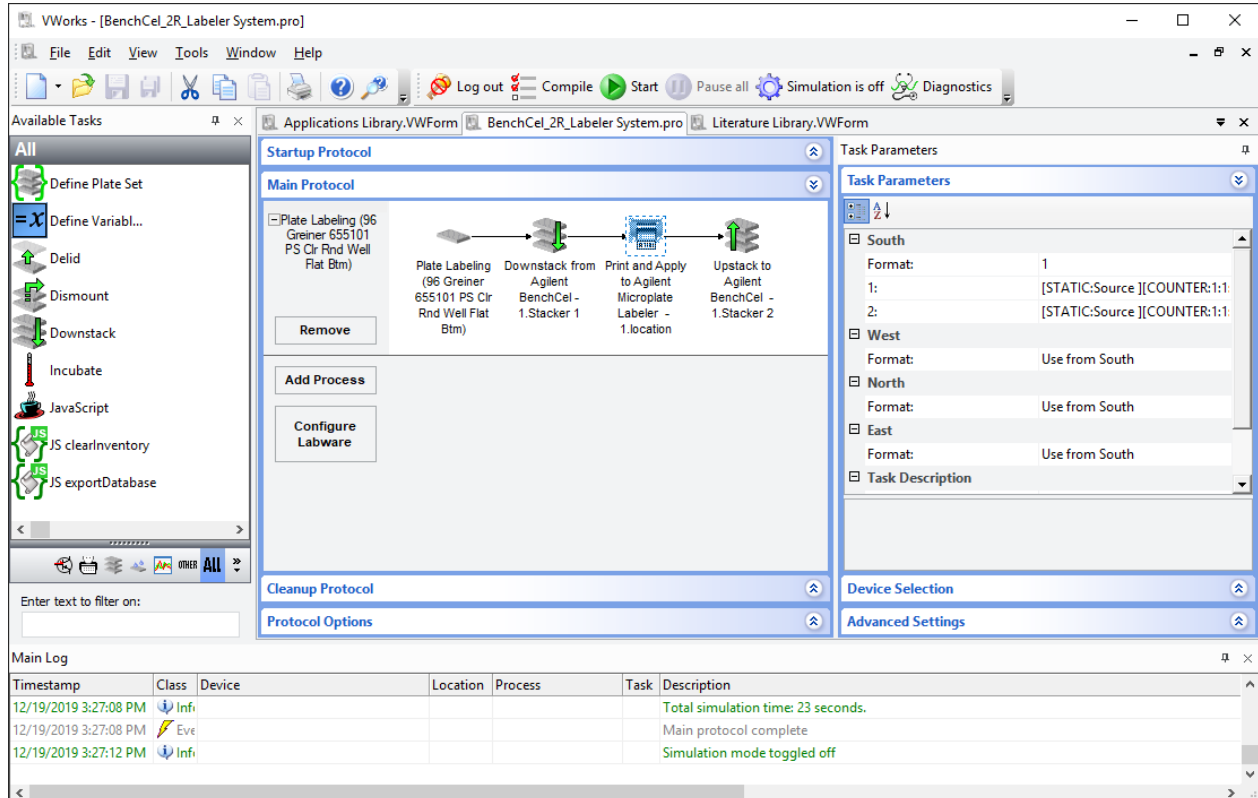 VWorks - [BenchCel_2R_Labeler System.pro]
File Edit View Tools Window Help
Log out Compile Start Pause all Simulation is off Diagnostics
Available Tasks
All
Define Plate Set
=x Define Variabl...
Delid
Dismount
Downstack
Incubate
JavaScript
JS clearInventory
JS exportDatabase
OTHER All
Enter text to filter on:
Applications Library.VWForm BenchCel_2R_Labeler System.pro Literature Library.VWForm
Startup Protocol
Main Protocol
Plate Labeling (96
Greiner 655101
PS Clr Rnd Well
Flat Btm)
Remove
Plate Labeling
(96 Greiner
655101 PS Clr
Rnd Well Flat
Btm)
Downstack from
Agilent
BenchCel -
1.Stacker 1
Print and Apply
to Agilent
Microplate
Labeler -
1.location
Upstack to
Agilent
BenchCel -
1.Stacker 2
Add Process
Configure
Labware
Cleanup Protocol
Protocol Options
Task Parameters
Task Parameters
A
Z
South
Format: 1
1: [STATIC:Source ][COUNTER:1:1:
2: [STATIC:Source ][COUNTER:1:1:
West
Format: Use from South
North
Format: Use from South
East
Format: Use from South
Task Description
Device Selection
Advanced Settings
Main Log
Timestamp Class Device Location Process Task Description
12/19/2019 3:27:08 PM Info Total simulation time: 23 seconds.
12/19/2019 3:27:08 PM Eve Main protocol complete
12/19/2019 3:27:12 PM Info Simulation mode toggled off